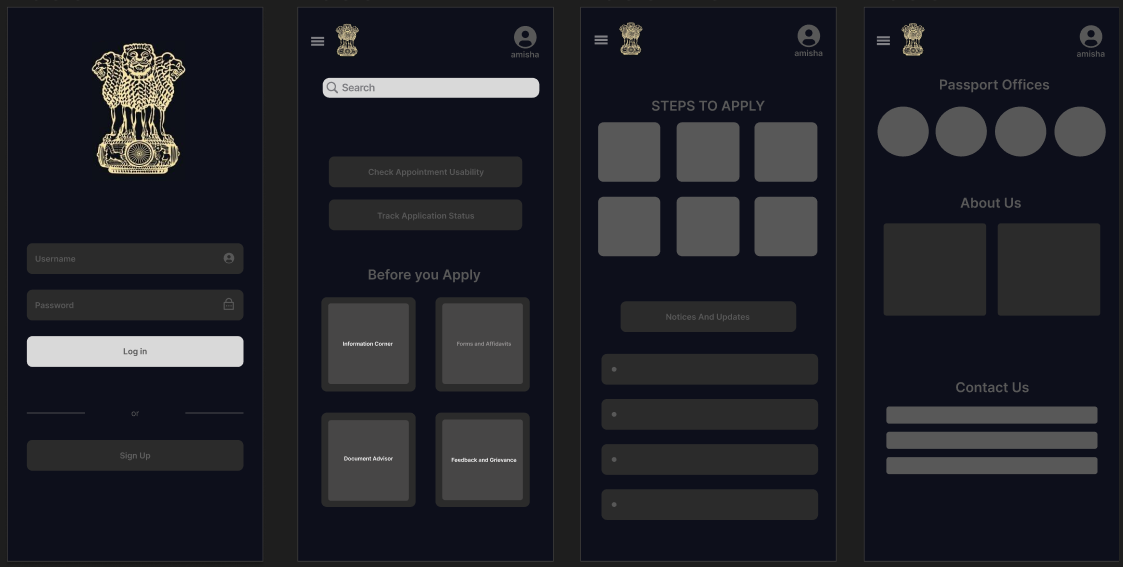 Username
Password
Log in
or
Sign Up
amisha
Search
Check Appointment Usability
Track Application Status
Before you Apply
Information Corner
Forms and Affidavits
Document Advisor
Feedback and Grievance
amisha
STEPS TO APPLY
Notices And Updates
amisha
Passport Offices
About Us
Contact Us